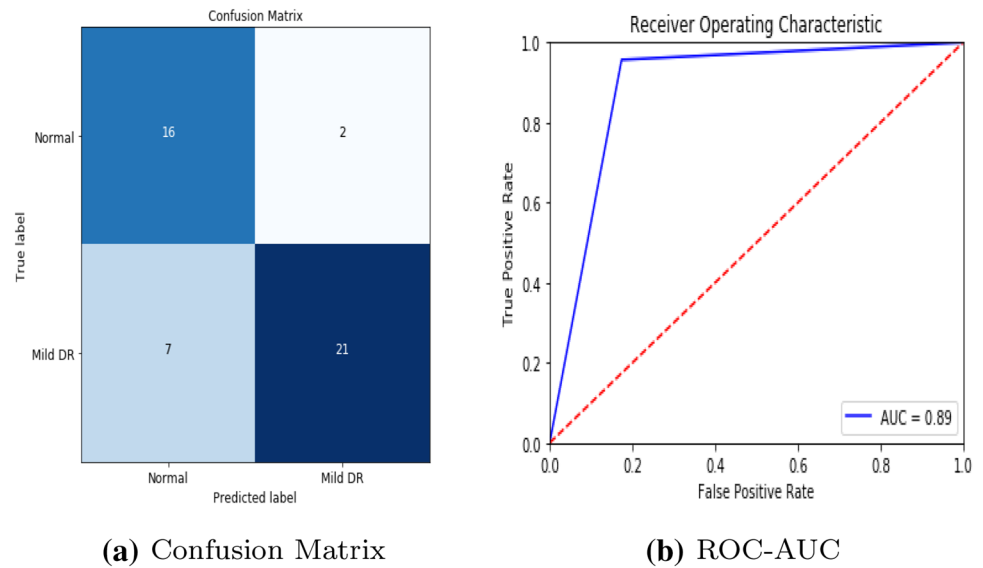 Confusion Matrix
Normal
16
2
True label
Mild DR
7
21
Normal
Mild DR
Predicted label
(a) Confusion Matrix
Receiver Operating Characteristic
1.0
0.8
0.6
0.4
0.2
0.0
True Positive Rate
AUC = 0.89
0.0
0.2
0.4
0.6
0.8
1.0
False Positive Rate
(b) ROC-AUC